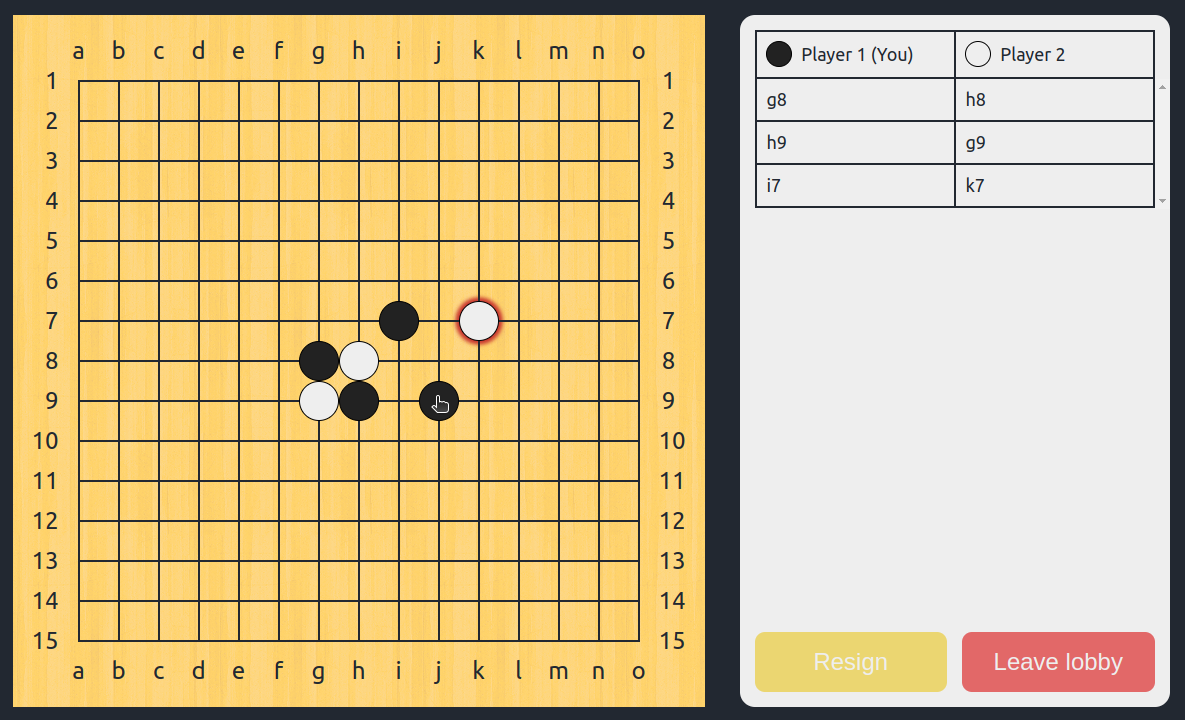 a b c d e f g h i j k l m n o
1 1
2 2
3 3
4 4
5 5
6 6
7 7
8 8
9 9
10 10
11 11
12 12
13 13
14 14
15 15
a b c d e f g h i j k l m n o
Player 1 (You) Player 2
g8 h8
h9 g9
i7 k7
Resign Leave lobby